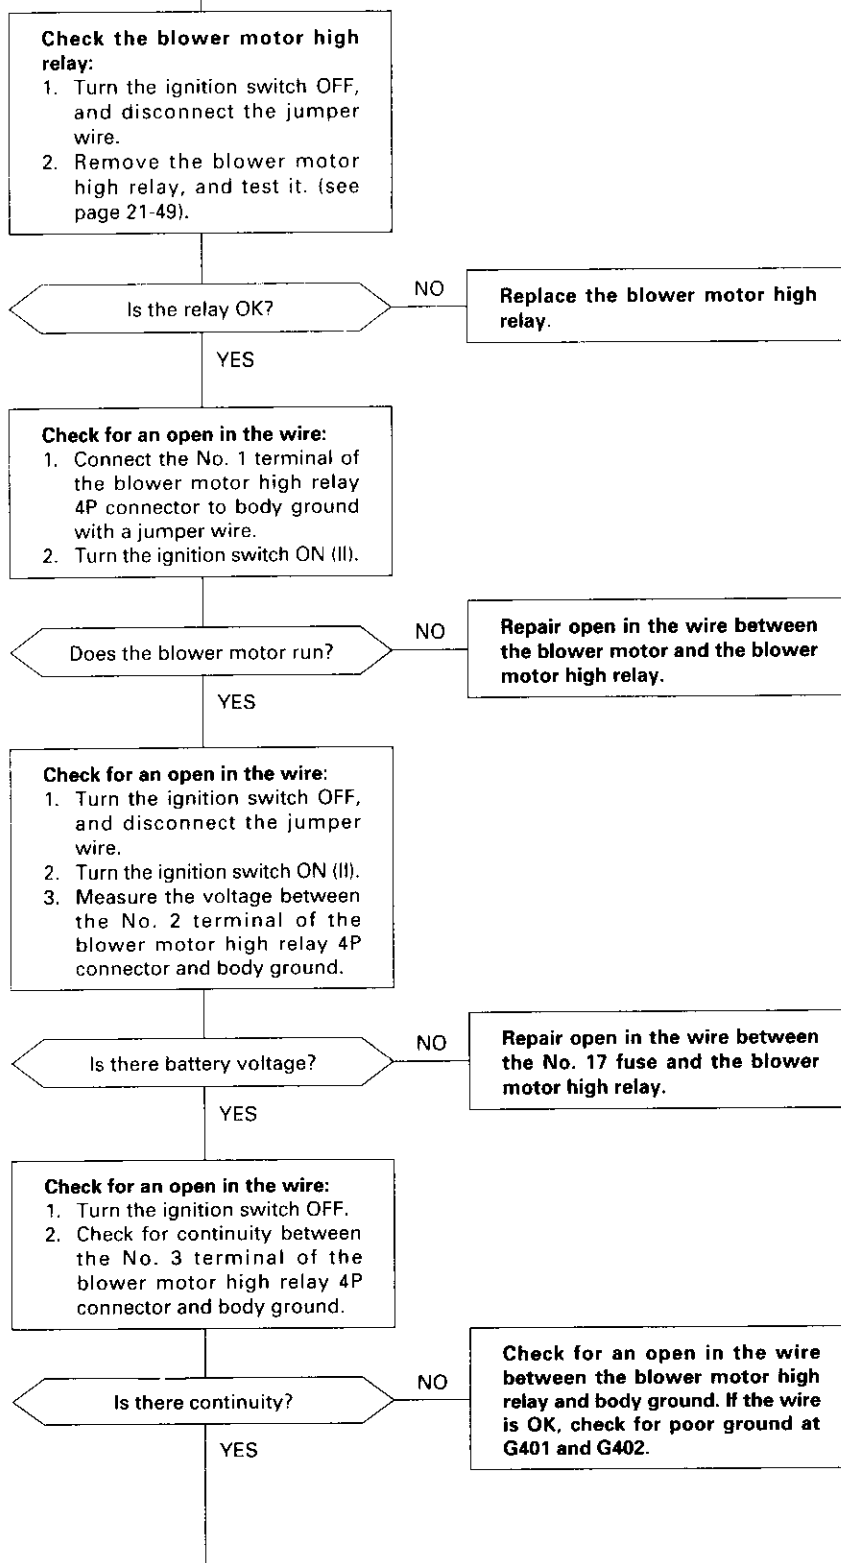 Check the blower motor high
relay:
1. Turn the ignition switch OFF,
and disconnect the jumper
wire.
2. Remove the blower motor
high relay, and test it. (see
page 21-49).
Is the relay OK?
NO
Replace the blower motor high
relay.
YES
Check for an open in the wire:
1. Connect the No. 1 terminal of
the blower motor high relay
4P connector to body ground
with a jumper wire.
2. Turn the ignition switch ON (II).
Does the blower motor run?
NO
Repair open in the wire between
the blower motor and the blower
motor high relay.
YES
Check for an open in the wire:
1. Turn the ignition switch OFF,
and disconnect the jumper
wire.
2. Turn the ignition switch ON (II).
3. Measure the voltage between
the No. 2 terminal of the
blower motor high relay 4P
connector and body ground.
Is there battery voltage?
NO
Repair open in the wire between
the No. 17 fuse and the blower
motor high relay.
YES
Check for an open in the wire:
1. Turn the ignition switch OFF.
2. Check for continuity between
the No. 3 terminal of the
blower motor high relay 4P
connector and body ground.
Is there continuity?
NO
Check for an open in the wire
between the blower motor high
relay and body ground. If the wire
is OK, check for poor ground at
G401 and G402.
YES